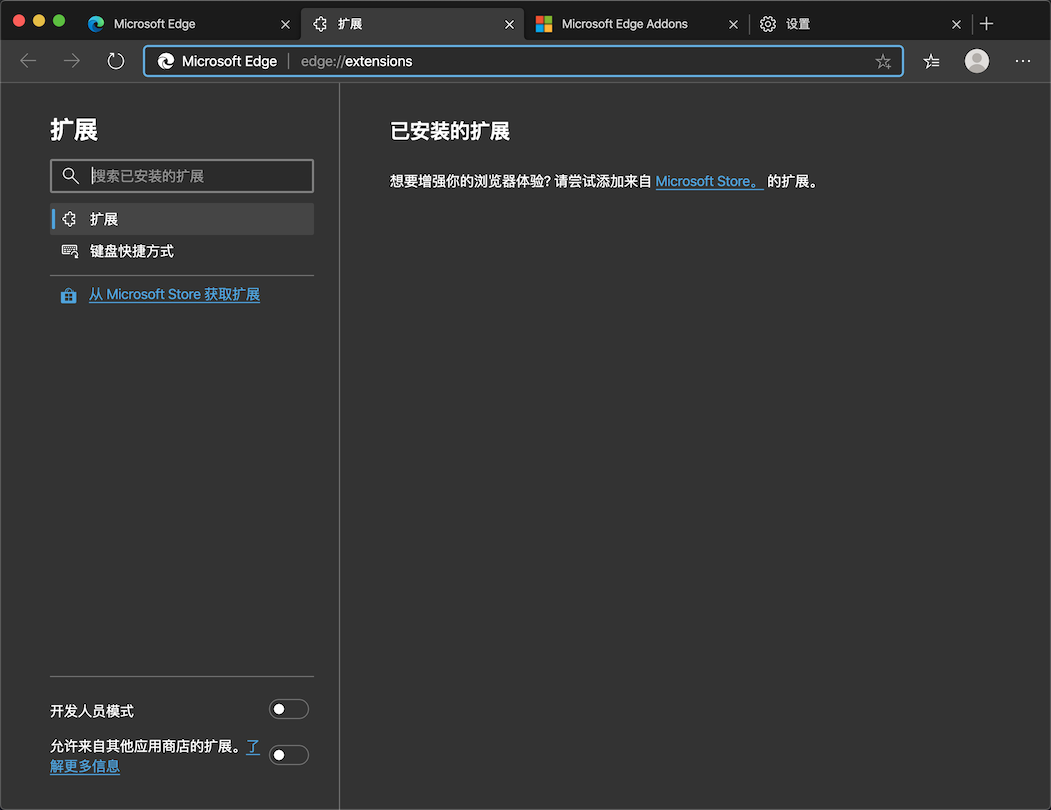 Microsoft Edge
扩展
Microsoft Edge Addons
设置
Microsoft Edge
edge://extensions
扩展
搜索已安装的扩展
扩展
键盘快捷方式
从 Microsoft Store 获取扩展
已安装的扩展
想要增强你的浏览器体验? 请尝试添加来自 Microsoft Store。 的扩展。
开发人员模式
允许来自其他应用商店的扩展。了
解更多信息